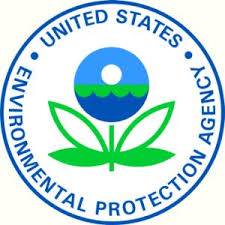 UNITED STATES
ENVIRONMENTAL PROTECTION AGENCY